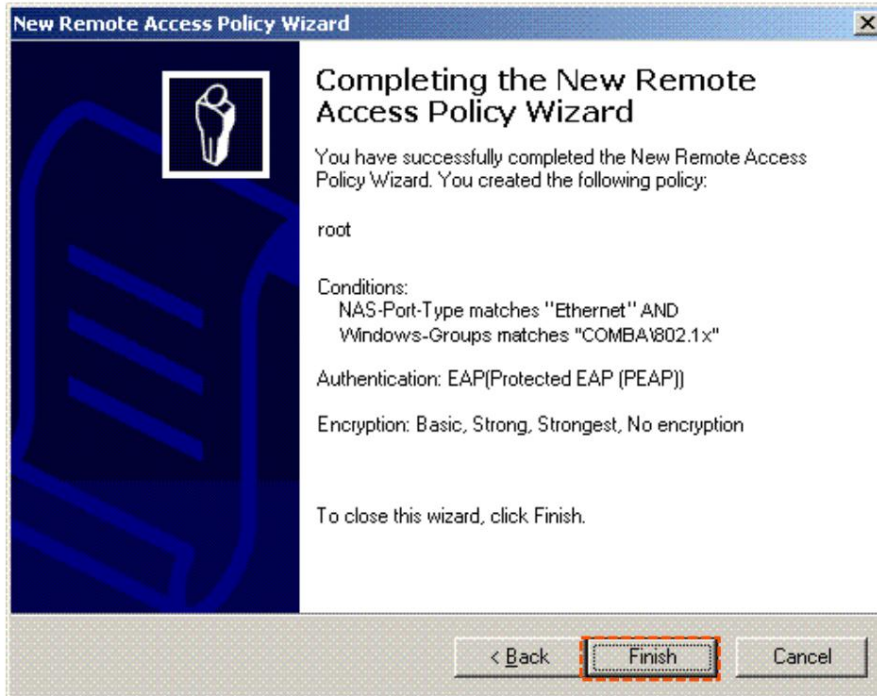 New Remote Access Policy Wizard
Completing the New Remote
Access Policy Wizard
You have successfully completed the New Remote Access
Policy Wizard. You created the following policy:
root
Conditions:
NAS-Port-Type matches "Ethernet" AND
Windows-Groups matches "COMBA\802.1x"
Authentication: EAP(Protected EAP (PEAP))
Encryption: Basic, Strong, Strongest, No encryption
To close this wizard, click Finish.
< Back
Finish
Cancel